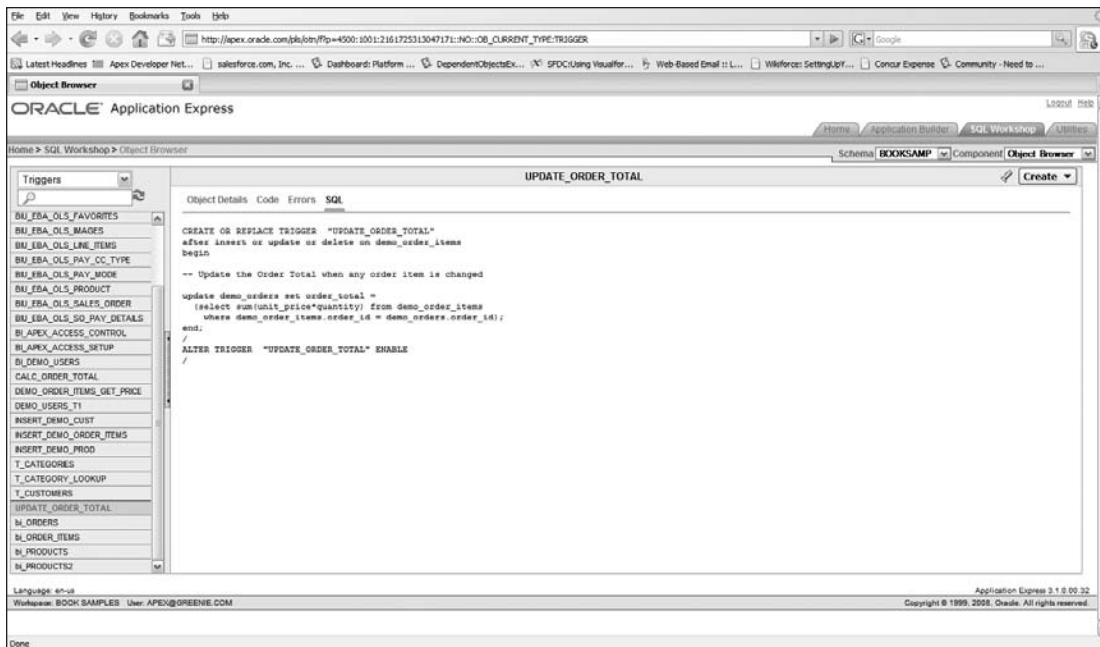 File Edit View History Bookmarks Tools Help
http://apex.oracle.com/pls/otn/f?p=4500:1001:2161725313047171::NO::OB_CURRENT_TYPE:TRIGGER
Google
Latest Headlines Apex Developer Net... salesforce.com, Inc. ... Dashboard: Platform ... DependentObjectsEx... SFDC:Using Visualfor... Web-Based Email :: L... Wikiforce: SettingUpY... Concur Expense Community - Need to ...
Object Browser
ORACLE Application Express
Logout Help
Home Application Builder SQL Workshop Utilities
Home > SQL Workshop > Object Browser
Schema BOOKSAMP Component Object Browser
Triggers
UPDATE_ORDER_TOTAL
Create
Object Details Code Errors SQL
BIU_EBA_OLS_FAVORITES
BIU_EBA_OLS_IMAGES
BIU_EBA_OLS_LINE_ITEMS
BIU_EBA_OLS_PAY_CC_TYPE
BIU_EBA_OLS_PAY_MODE
BIU_EBA_OLS_PRODUCT
BIU_EBA_OLS_SALES_ORDER
BIU_EBA_OLS_SO_PAY_DETAILS
BI_APEX_ACCESS_CONTROL
BI_APEX_ACCESS_SETUP
BI_DEMO_USERS
CALC_ORDER_TOTAL
DEMO_ORDER_ITEMS_GET_PRICE
DEMO_USERS_T1
INSERT_DEMO_CUST
INSERT_DEMO_ORDER_ITEMS
INSERT_DEMO_PROD
T_CATEGORIES
T_CATEGORY_LOOKUP
T_CUSTOMERS
UPDATE_ORDER_TOTAL
bi_ORDERS
bi_ORDER_ITEMS
bi_PRODUCTS
bi_PRODUCTS2
CREATE OR REPLACE TRIGGER "UPDATE_ORDER_TOTAL"
after insert or update or delete on demo_order_items
begin
-- Update the Order Total when any order item is changed
update demo_orders set order_total =
(select sum(unit_price*quantity) from demo_order_items
where demo_order_items.order_id = demo_orders.order_id);
end;
/
ALTER TRIGGER "UPDATE_ORDER_TOTAL" ENABLE
/
Language: en-us
Application Express 3.1.0.00.32
Workspace: BOOK SAMPLES User: APEX@GREENIE.COM
Copyright © 1999, 2008, Oracle. All rights reserved.
Done